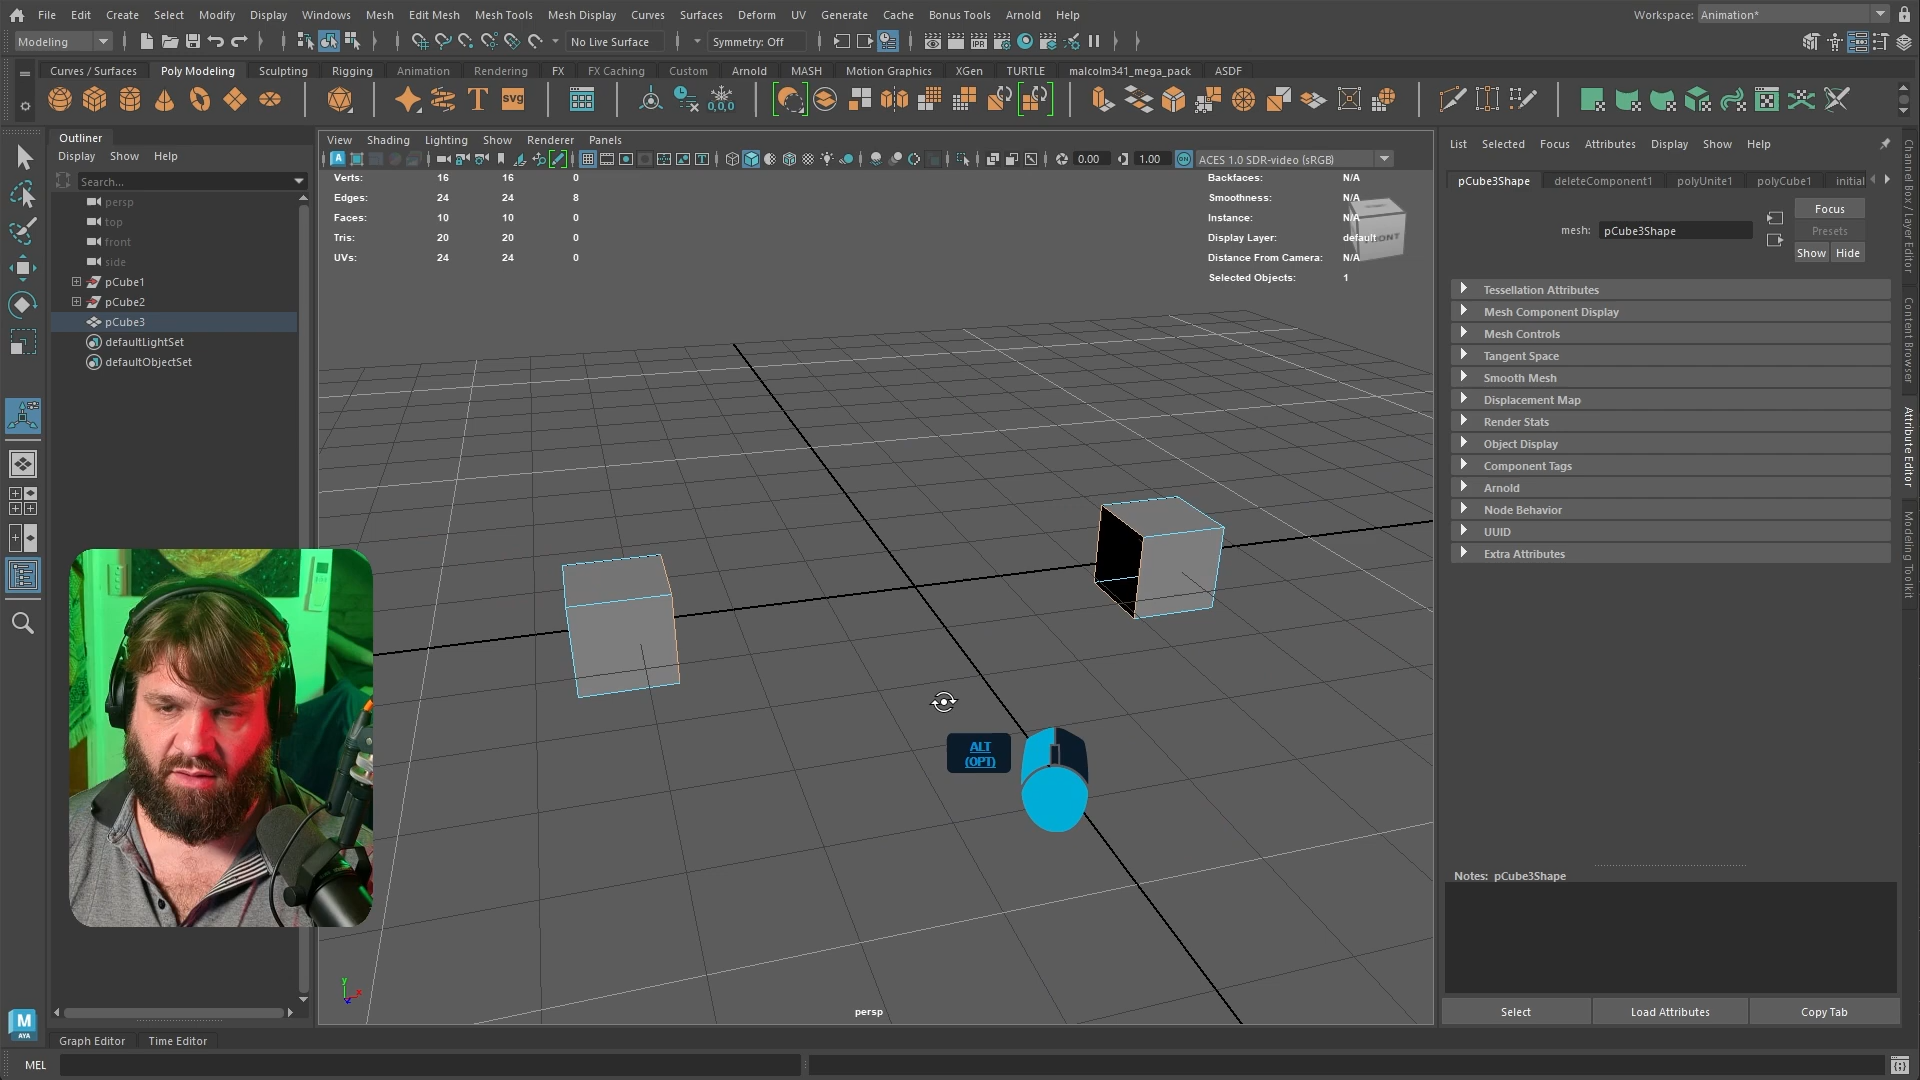 File Edit Create Select Modify Display Windows Mesh Edit Mesh Mesh Tools Mesh Display Curves Surfaces Deform UV Generate Cache Bonus Tools Arnold Help
Workspace: Animation*
Modeling
No Live Surface
Symmetry: Off
IPR
Curves / Surfaces Poly Modeling Sculpting Rigging Animation Rendering FX FX Caching Custom Arnold MASH Motion Graphics XGen TURTLE malcolm341_mega_pack ASDF
T
SVG
0,0,0
Outliner
Display Show Help
Search...
persp
top
front
side
pCube1
pCube2
pCube3
defaultLightSet
defaultObjectSet
View Shading Lighting Show Renderer Panels
0.00
1.00
ON
ACES 1.0 SDR-video (sRGB)
Verts: 16 16 0
Edges: 24 24 8
Faces: 10 10 0
Tris: 20 20 0
UVs: 24 24 0
Backfaces: N/A
Smoothness: N/A
Instance: N/A
Display Layer: default
Distance From Camera: N/A
Selected Objects: 1
ALT
(OPT)
y
persp
List Selected Focus Attributes Display Show Help
pCube3Shape deleteComponent1 polyUnite1 polyCube1 initial
mesh: pCube3Shape
Focus
Presets
Show Hide
Tessellation Attributes
Mesh Component Display
Mesh Controls
Tangent Space
Smooth Mesh
Displacement Map
Render Stats
Object Display
Component Tags
Arnold
Node Behavior
UUID
Extra Attributes
Notes: pCube3Shape
Select Load Attributes Copy Tab
Channel Box / Layer Editor
Content Browser
Attribute Editor
Modeling Toolkit
M
AYA
Graph Editor Time Editor
MEL